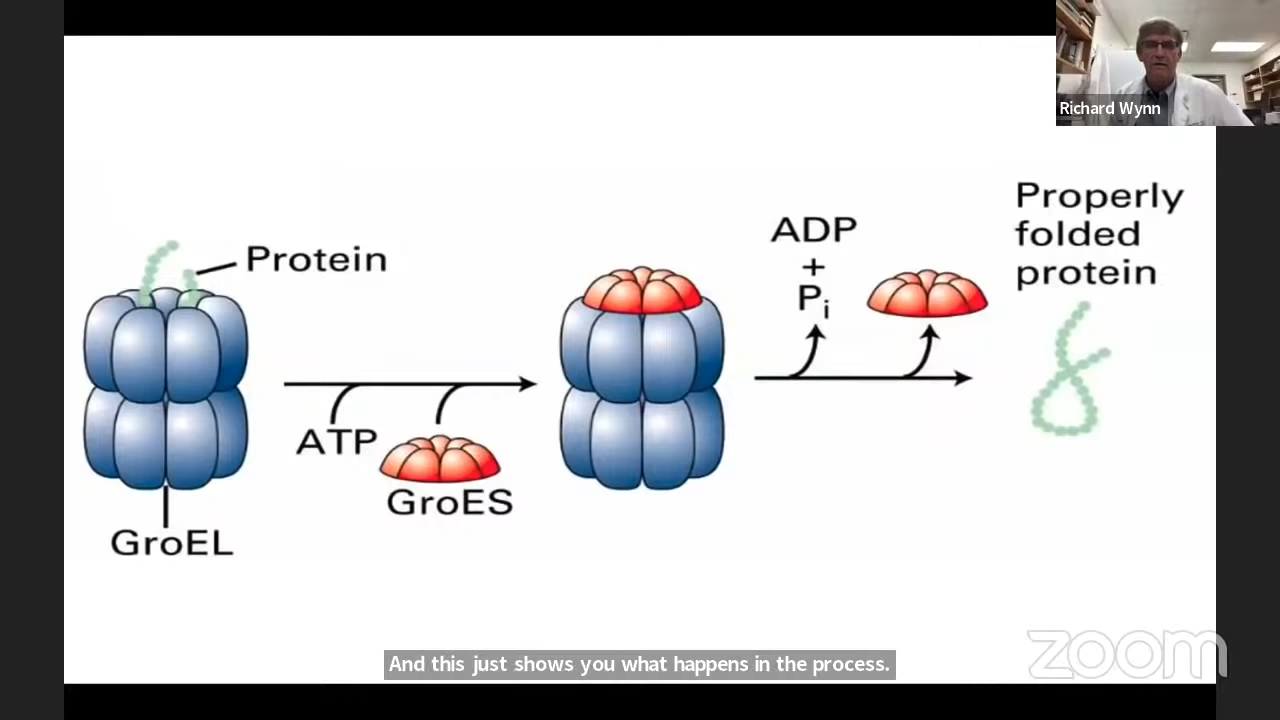 Richard Wynn
Protein
GroEL
ATP
GroES
ADP
+
Pi
Properly
folded
protein
And this just shows you what happens in the process.
zoom